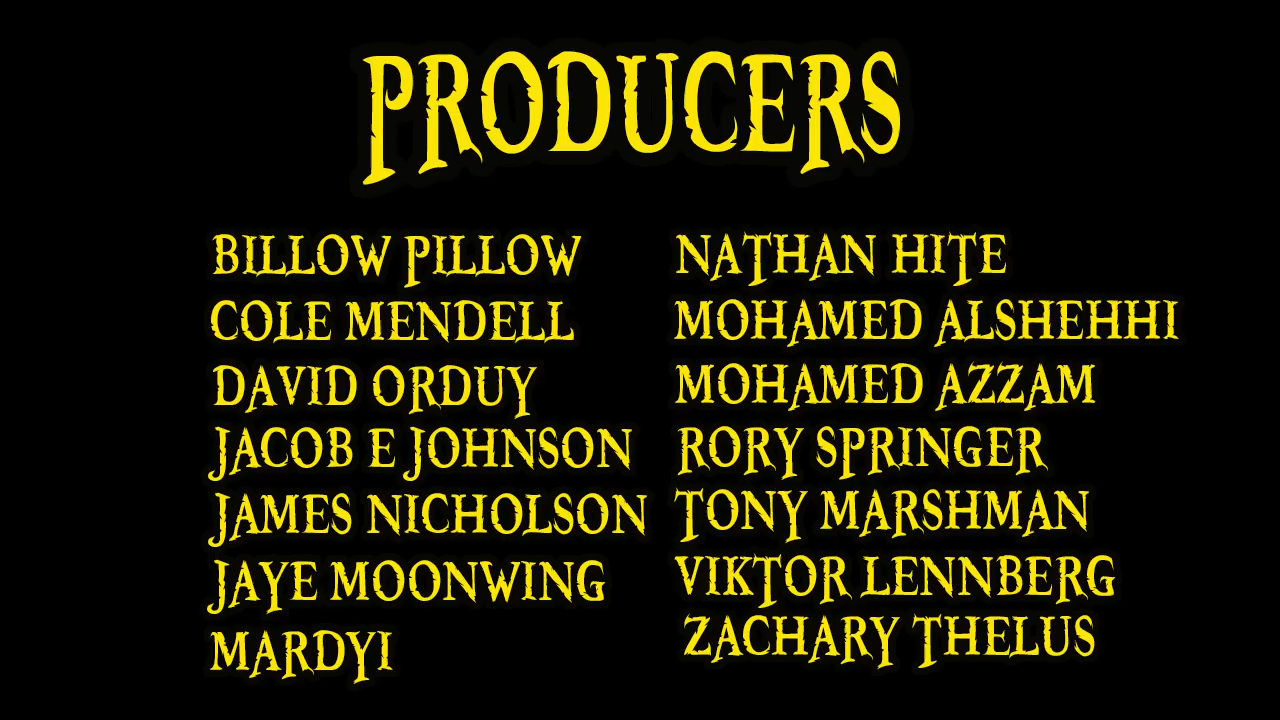 PRODUCERS
BILLOW PILLOW
COLE MENDELL
DAVID ORDUY
JACOB E JOHNSON
JAMES NICHOLSON
JAYE MOONWING
MARDYI
NATHAN HITE
MOHAMED ALSHEHHI
MOHAMED AZZAM
RORY SPRINGER
TONY MARSHMAN
VIKTOR LENNBERG
ZACHARY THELUS